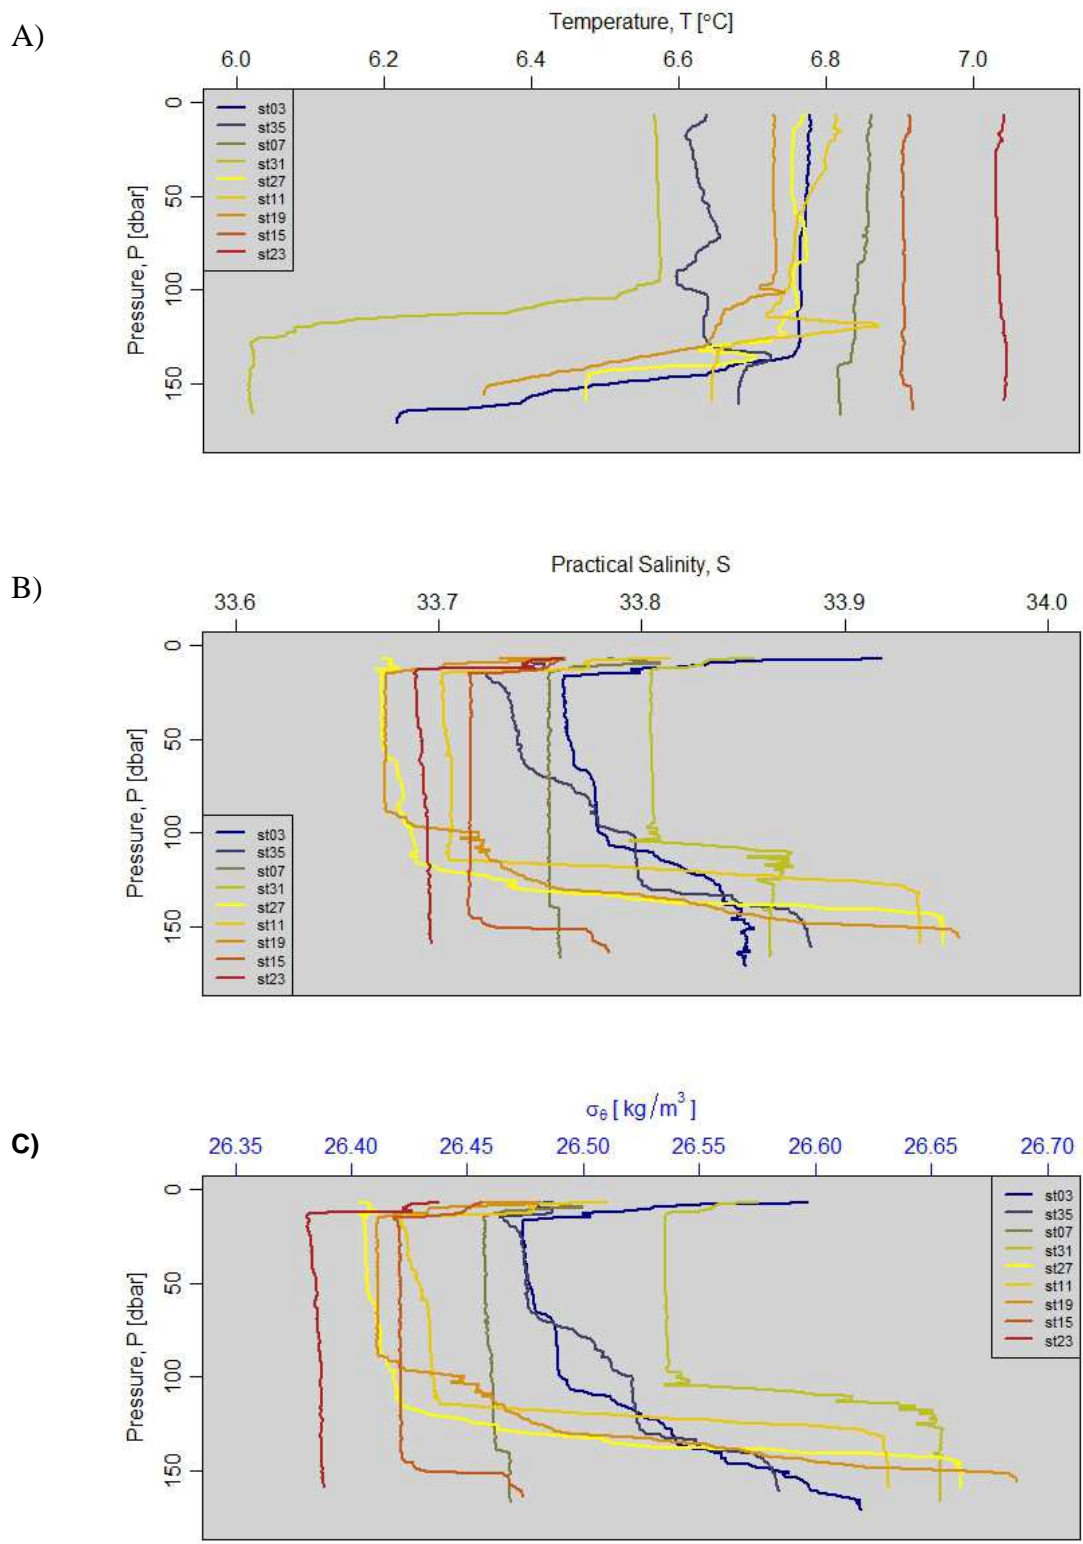 A)
Temperature, T [°C]
6.0 6.2 6.4 6.6 6.8 7.0
Pressure, P [dbar]
0
50
100
150
st03
st35
st07
st31
st27
st11
st19
st15
st23
B)
Practical Salinity, S
33.6 33.7 33.8 33.9 34.0
Pressure, P [dbar]
0
50
100
150
st03
st35
st07
st31
st27
st11
st19
st15
st23
C)
σθ [ kg/m³ ]
26.35 26.40 26.45 26.50 26.55 26.60 26.65 26.70
Pressure, P [dbar]
0
50
100
150
st03
st35
st07
st31
st27
st11
st19
st15
st23